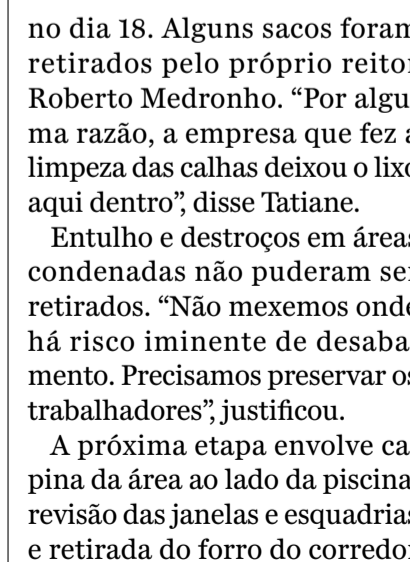 no dia 18. Alguns sacos foram
retirados pelo próprio reitor
Roberto Medronho. “Por algu
ma razão, a empresa que fez a
limpeza das calhas deixou o lixo
aqui dentro”, disse Tatiane.
Entulho e destroços em áreas
condenadas não puderam ser
retirados. “Não mexemos onde
há risco iminente de desaba
mento. Precisamos preservar os
trabalhadores”, justificou.
A próxima etapa envolve ca
pina da área ao lado da piscina
revisão das janelas e esquadrias
e retirada do forro do corredor